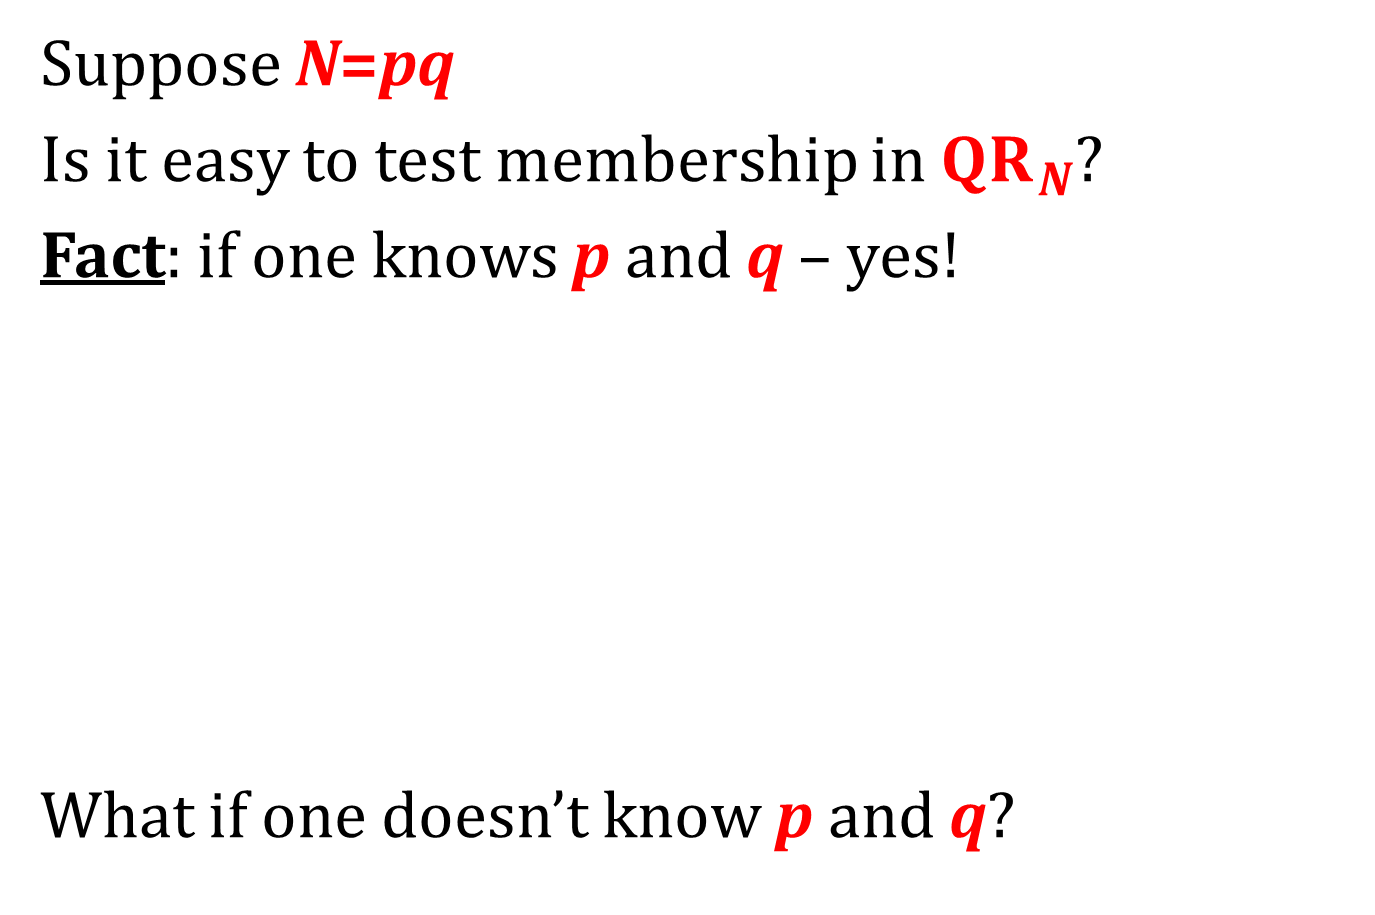 Suppose N=pq
Is it easy to test membership in QRN?
Fact: if one knows p and q – yes!
What if one doesn’t know p and q?